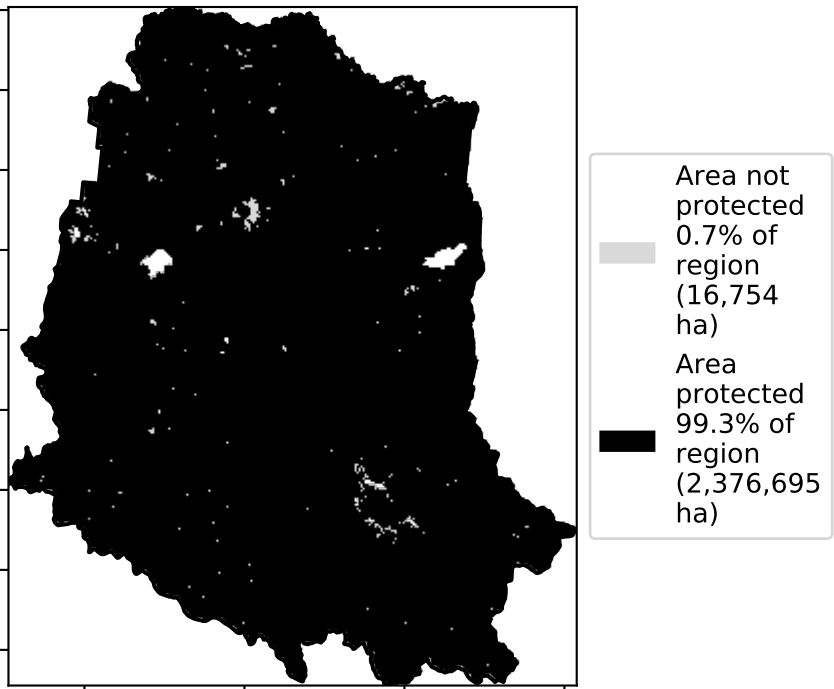 Area not
protected
0.7% of
region
(16,754
ha)
Area
protected
99.3% of
region
(2,376,695
ha)